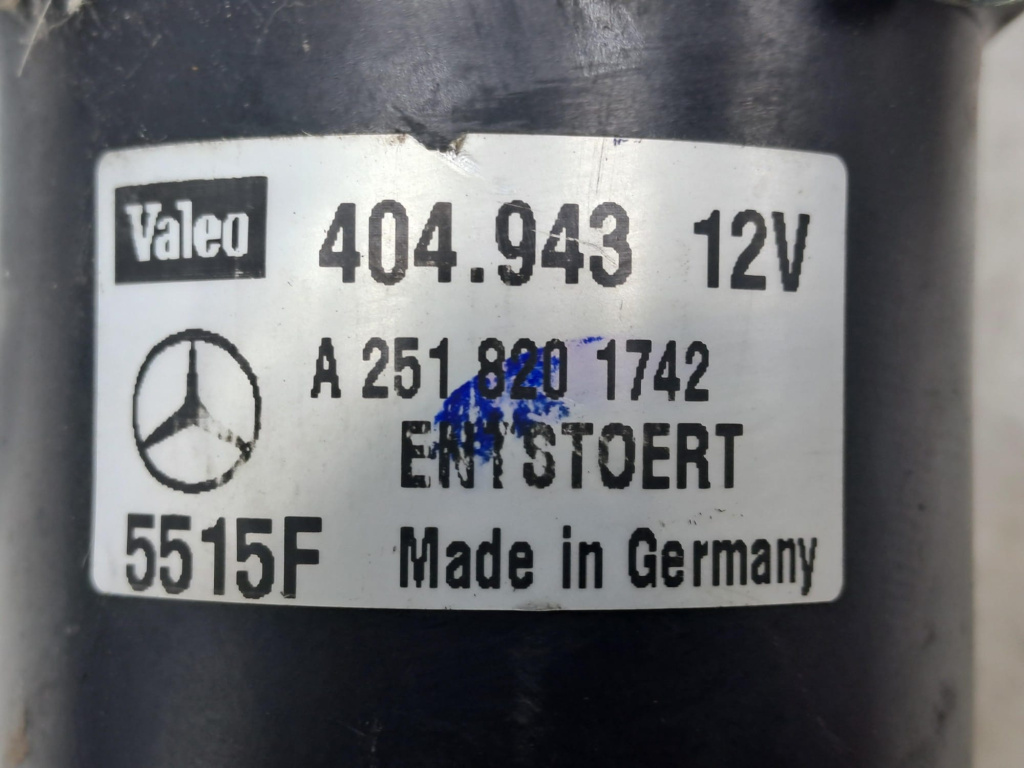 Valeo 404.943 12V
A 251 820 1742
ENTSTOERT
5515F Made in Germany